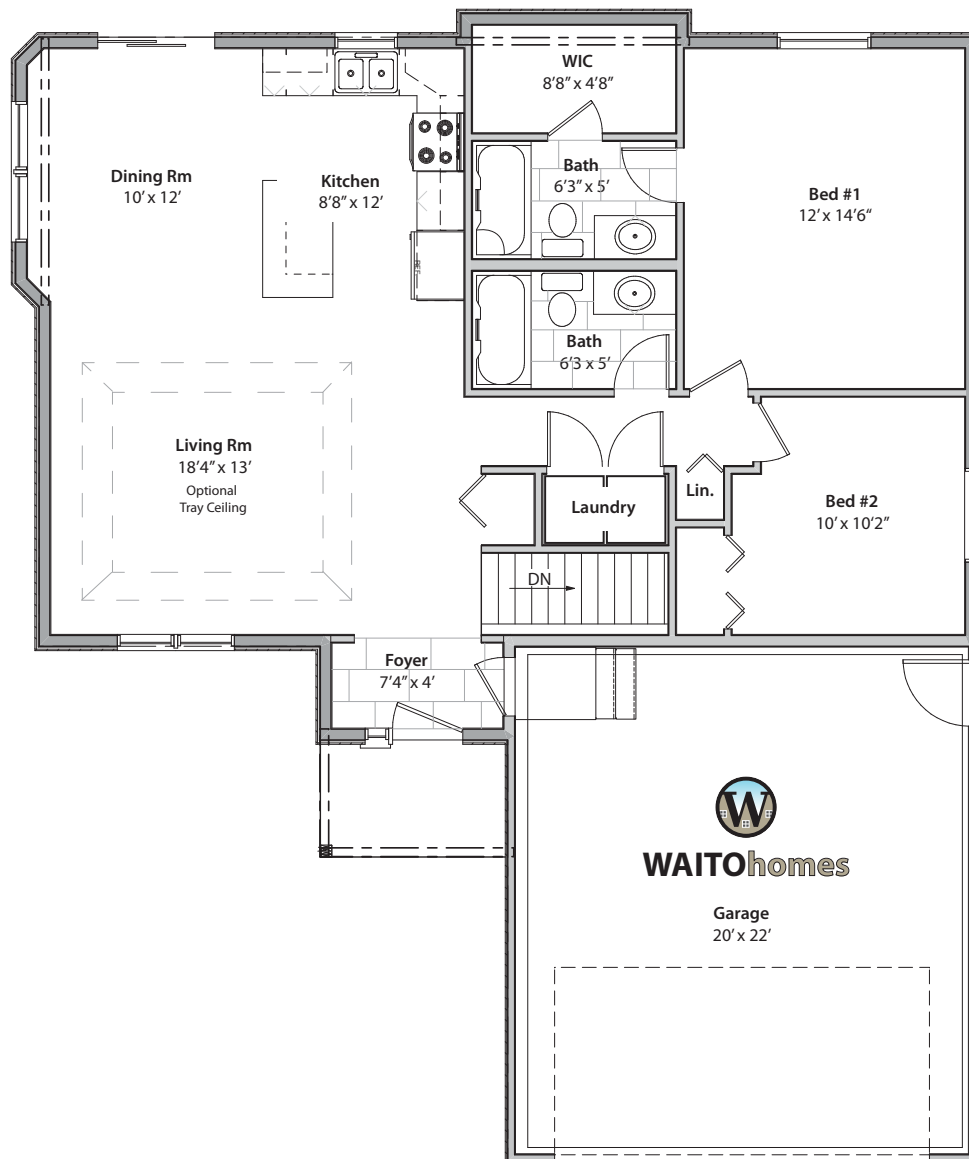 WIC
8'8” x 4'8”
Dining Rm
10' x 12'
Kitchen
8'8” x 12'
Bath
6'3” x 5'
Bed #1
12' x 14'6“
REF.
Bath
6'3 x 5'
Living Rm
18'4” x 13'
Optional
Tray Ceiling
Laundry
Lin.
Bed #2
10' x 10'2”
DN
Foyer
7'4” x 4'
W
WAITOhomes
Garage
20' x 22'